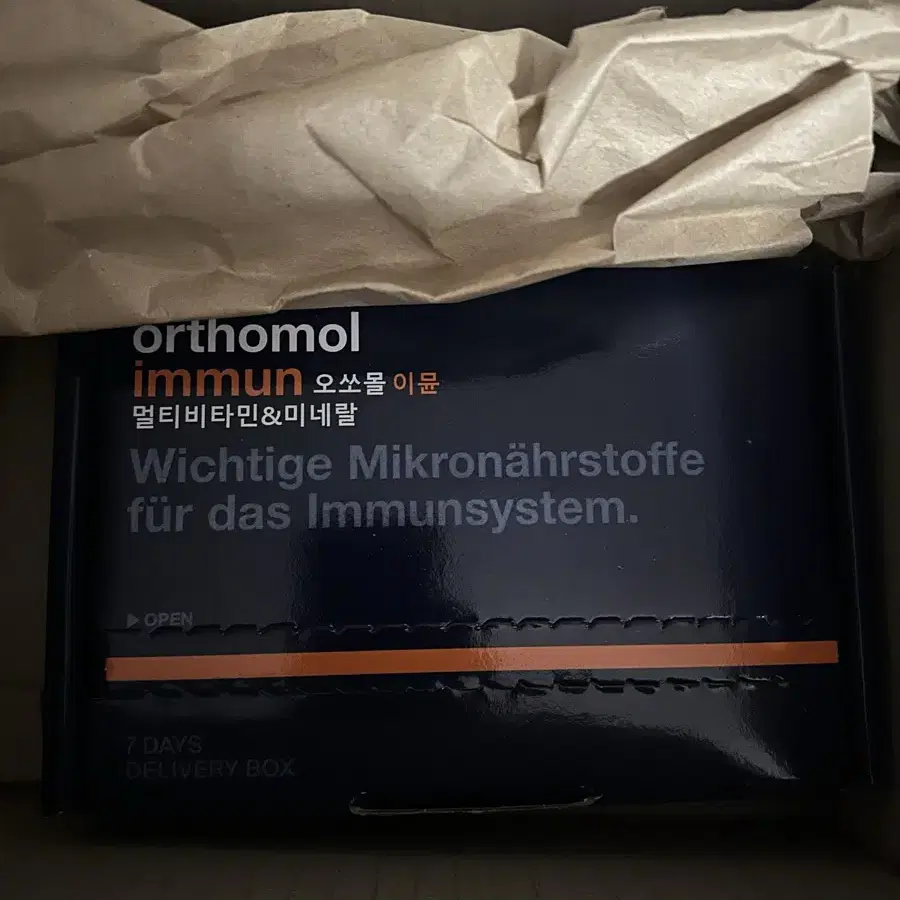 orthomol
immun 오쏘몰 이뮨
멀티비타민&미네랄
Wichtige Mikronährstoffe
für das Immunsystem.
▶ OPEN
7 DAYS
DELIVERY BOX